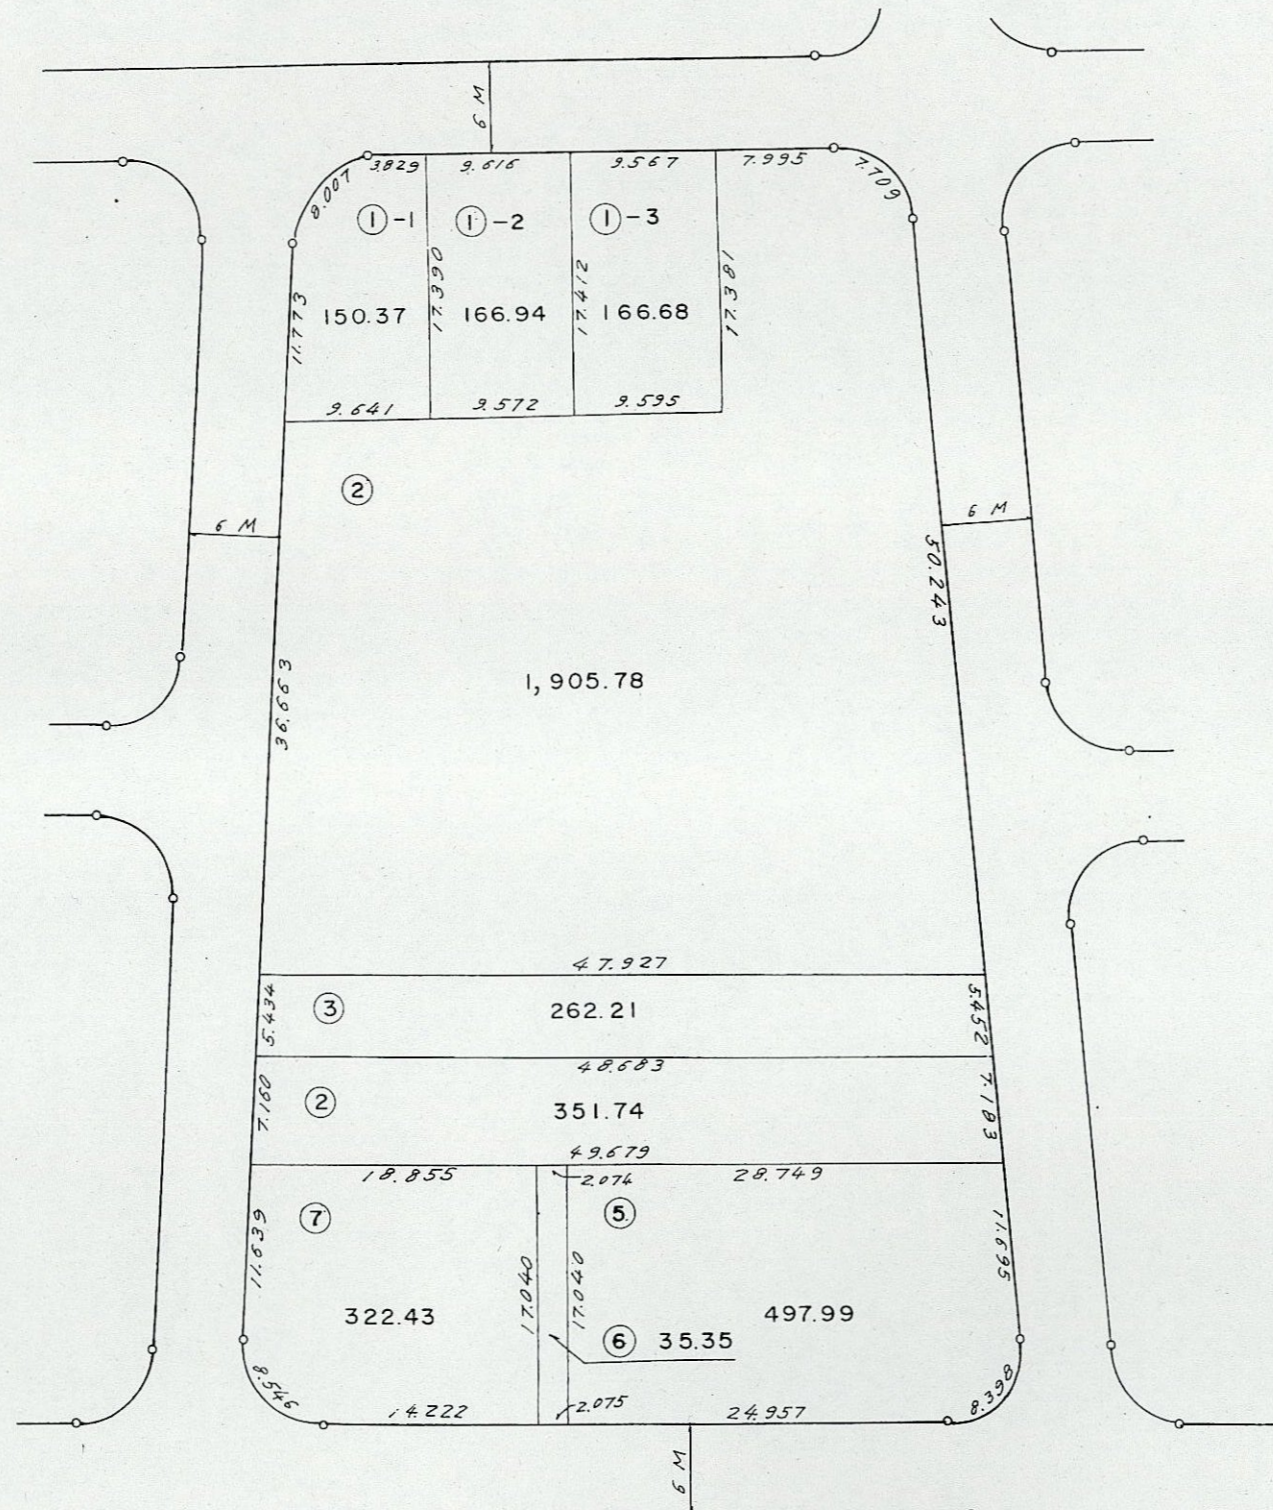 6 M
3.829 9.616 9.567 7.995
8.007 7.709
①-1 ①-2 ①-3
11.773 17.390 17.412 17.381
150.37 166.94 166.68
9.641 9.572 9.595
②
6 M 6 M
50.243
36.663
1,905.78
47.927
5.434 ③ 262.21 5.452
48.683
7.160 ② 351.74 7.183
49.679
18.855 2.074 28.749
⑦ ⑤
11.639 17.040 17.040 11.695
322.43 497.99
⑥ 35.35
8.546 8.398
14.222 2.075 24.957
6 M